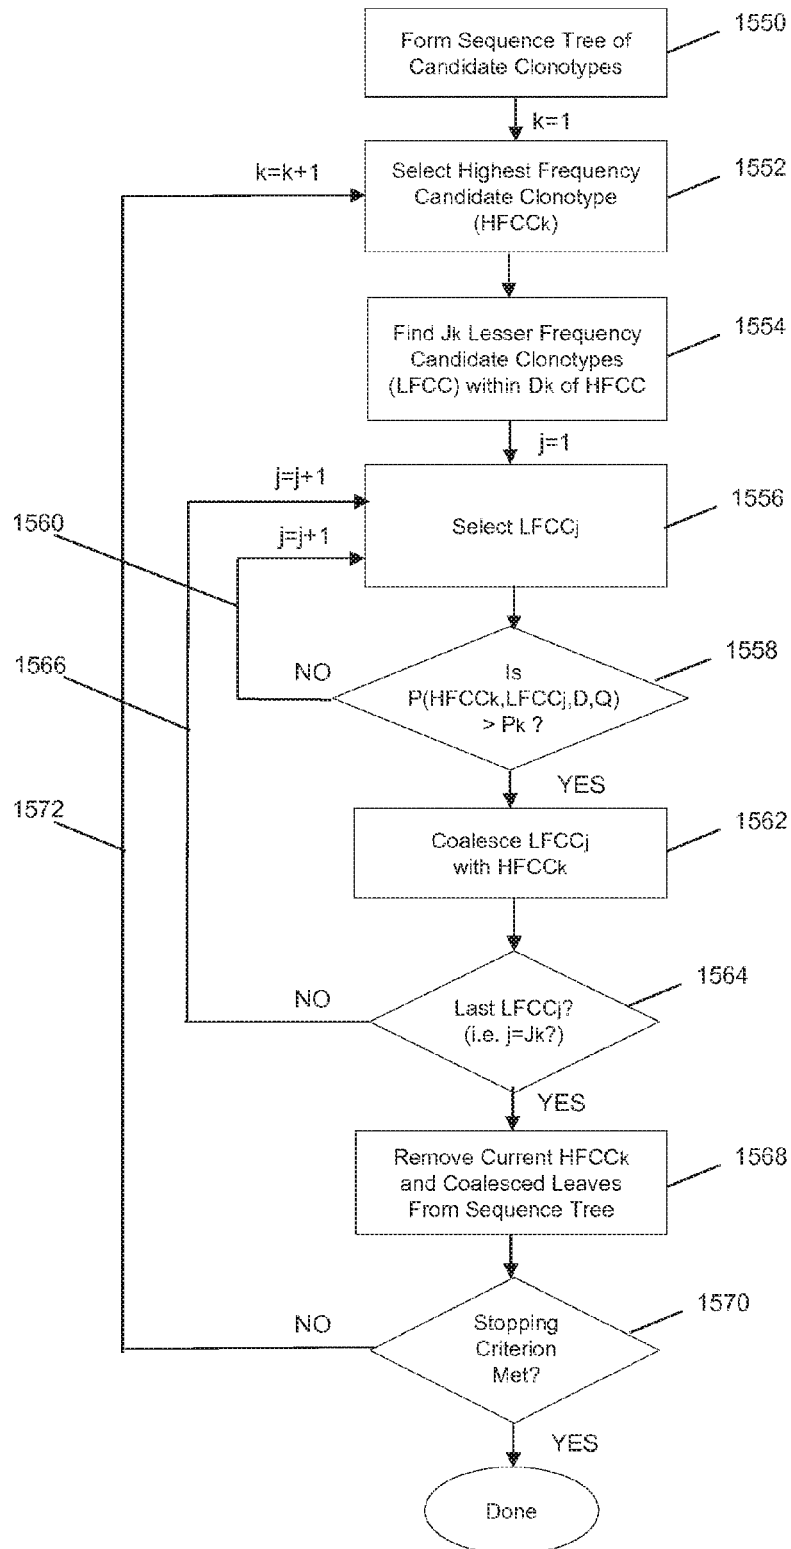 Form Sequence Tree of
Candidate Clonotypes
1550
k=1
k=k+1
Select Highest Frequency
Candidate Clonotype
(HFCCk)
1552
Find Jk Lesser Frequency
Candidate Clonotypes
(LFCC) within Dk of HFCC
1554
j=1
j=j+1
1560
j=j+1
Select LFCCj
1556
1566
NO
Is
P(HFCCk,LFCCj,D,Q)
> Pk ?
1558
YES
1572
Coalesce LFCCj
with HFCCk
1562
NO
Last LFCCj?
(i.e. j=Jk?)
1564
YES
Remove Current HFCCk
and Coalesced Leaves
From Sequence Tree
1568
NO
Stopping
Criterion
Met?
1570
YES
Done